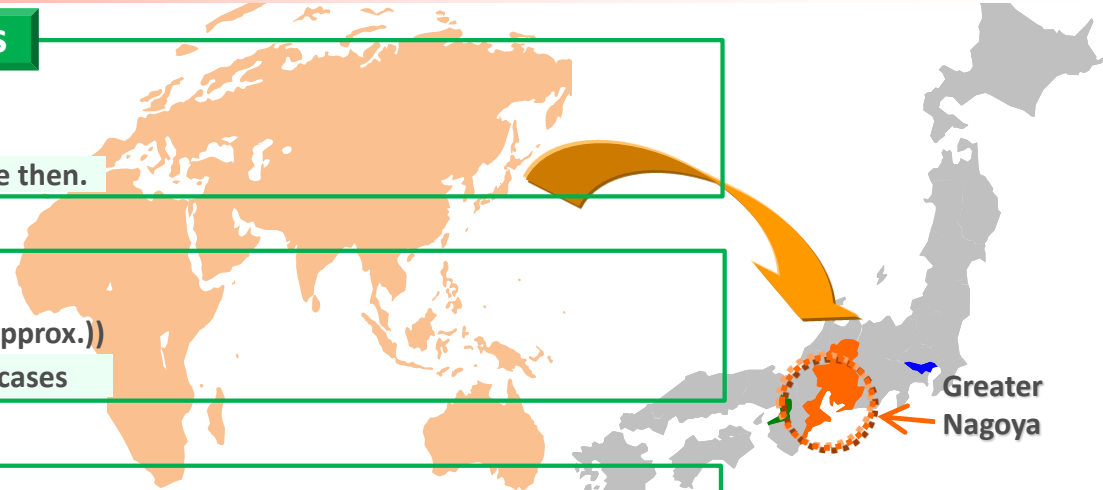 s
e then.
pprox.))
cases
Greater
Nagoya